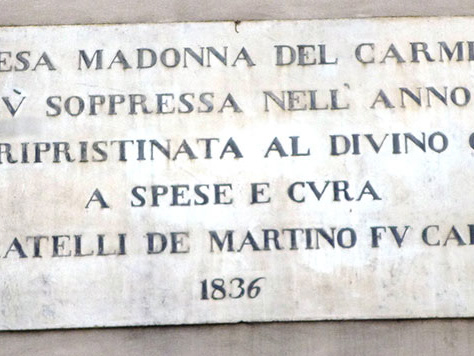 ESA MADONNA DEL CARM
Ù SOPPRESSA NELL' ANNO
RIPRISTINATA AL DIVINO
A SPESE E CVRA
ATELLI DE MARTINO FV CA
1836